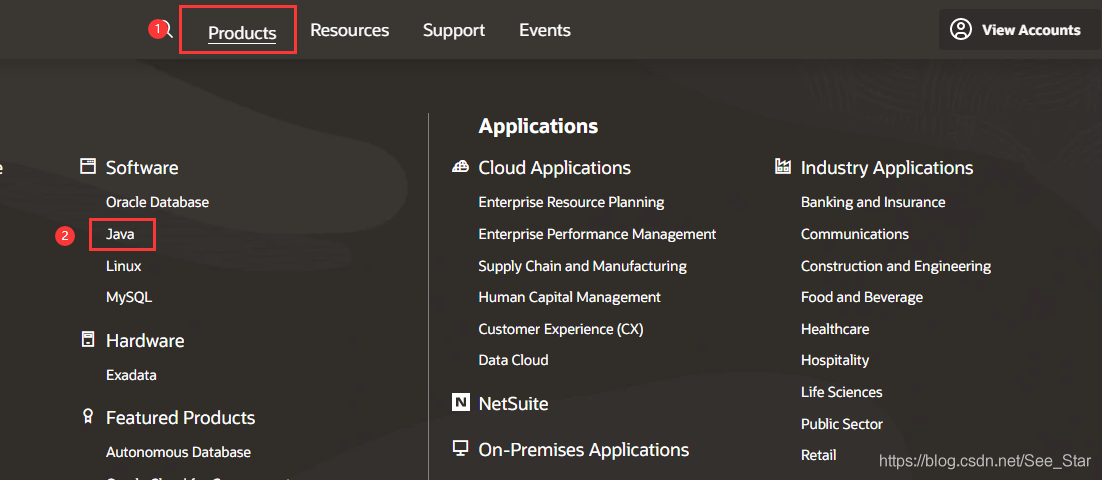 1
Products
Resources
Support
Events
View Accounts
Software
Oracle Database
2
Java
Linux
MySQL
Hardware
Exadata
Featured Products
Autonomous Database
Applications
Cloud Applications
Enterprise Resource Planning
Enterprise Performance Management
Supply Chain and Manufacturing
Human Capital Management
Customer Experience (CX)
Data Cloud
N NetSuite
On-Premises Applications
Industry Applications
Banking and Insurance
Communications
Construction and Engineering
Food and Beverage
Healthcare
Hospitality
Life Sciences
Public Sector
Retail
https://blog.csdn.net/See_Star